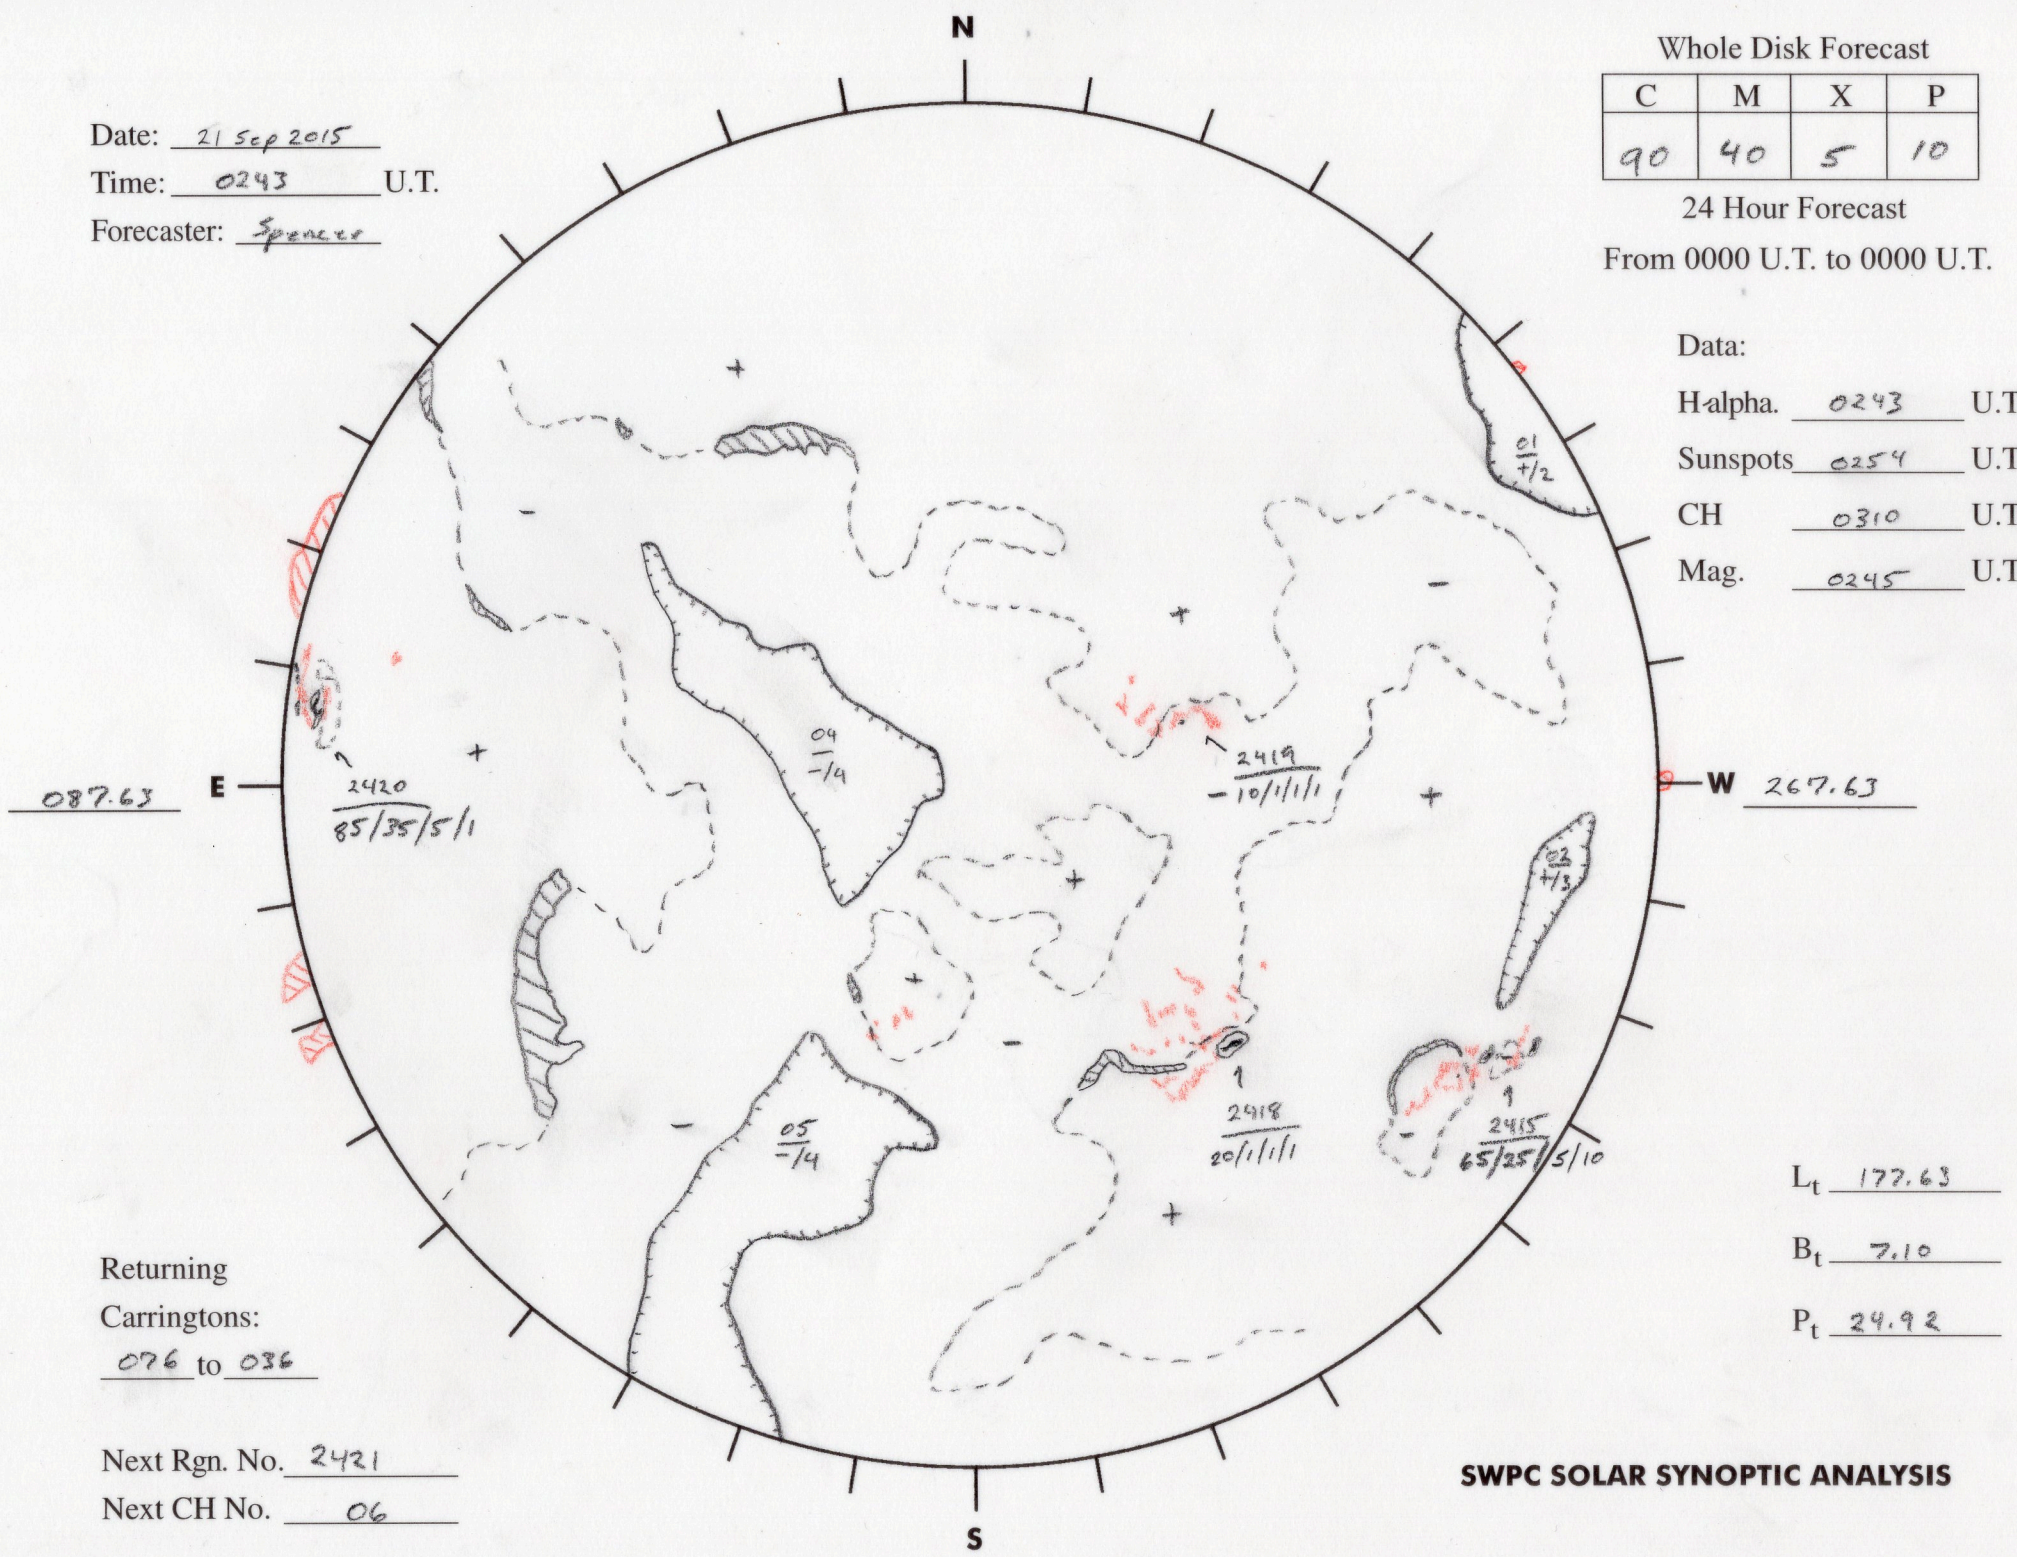 N
Whole Disk Forecast
C M X P
90 40 5 10
24 Hour Forecast
From 0000 U.T. to 0000 U.T.
Date: 21 Sep 2015
Time: 0243 U.T.
Forecaster: Spencer
Data:
H-alpha. 0243 U.T
Sunspots 0254 U.T
CH 0310 U.T
Mag. 0245 U.T
+
01
+/2
-
-
+
04
-/4
+
2419
-10/1/1/1
+
087.63 E
W 267.63
2420
85/35/5/1
02
+/3
+
+
-
2418
20/1/1/1
2415
65/25/5/10
-
-
05
-/4
+
Lt 177.63
Bt 7.10
Pt 24.92
Returning
Carringtons:
076 to 036
Next Rgn. No. 2421
Next CH No. 06
SWPC SOLAR SYNOPTIC ANALYSIS
S